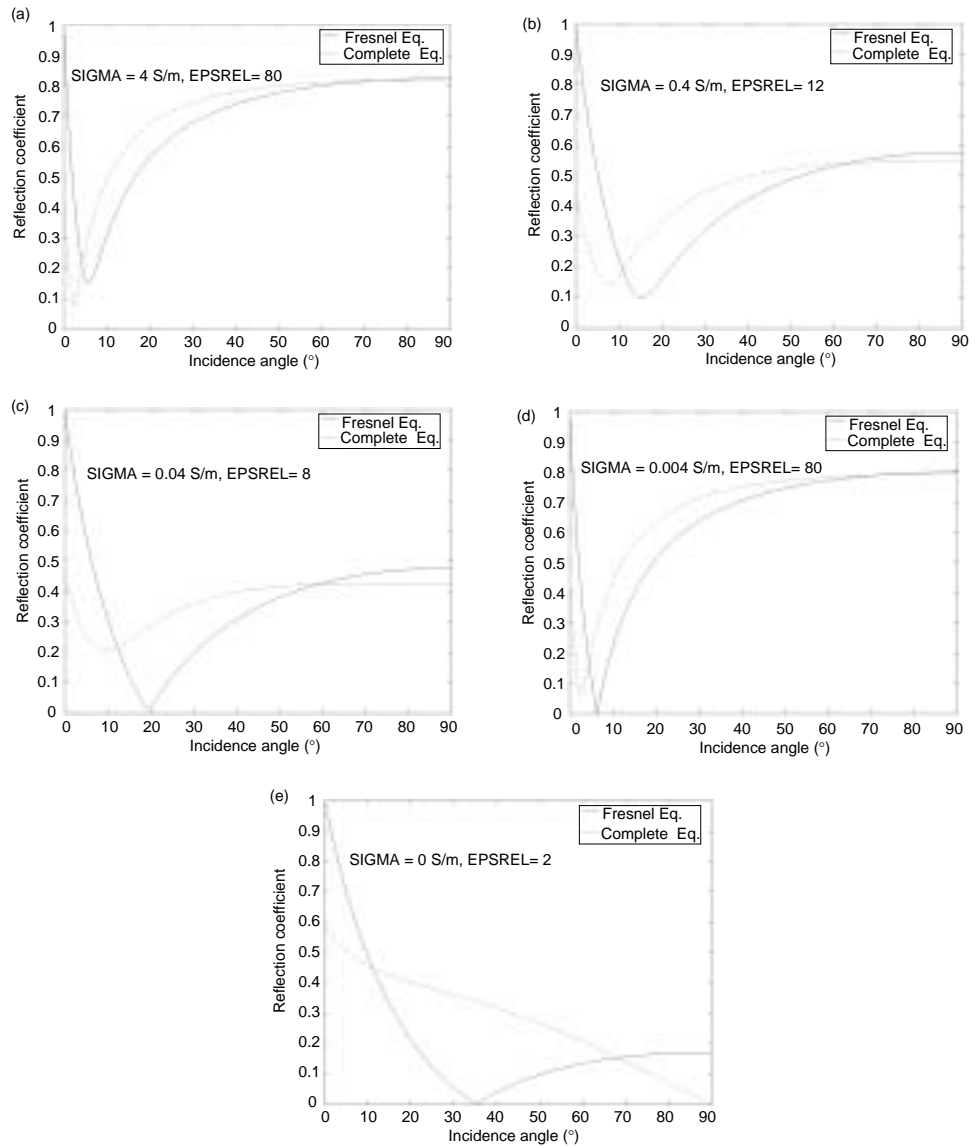 (a)
1
0.9
0.8
0.7
0.6
0.5
0.4
0.3
0.2
0.1
0
Reflection coefficient
Fresnel Eq.
Complete Eq.
SIGMA = 4 S/m, EPSREL= 80
0 10 20 30 40 50 60 70 80 90
Incidence angle (°)
(b)
1
0.9
0.8
0.7
0.6
0.5
0.4
0.3
0.2
0.1
0
Reflection coefficient
Fresnel Eq.
Complete Eq.
SIGMA = 0.4 S/m, EPSREL= 12
0 10 20 30 40 50 60 70 80 90
Incidence angle (°)
(c)
1
0.9
0.8
0.7
0.6
0.5
0.4
0.3
0.2
0.1
0
Reflection coefficient
Fresnel Eq.
Complete Eq.
SIGMA = 0.04 S/m, EPSREL= 8
0 10 20 30 40 50 60 70 80 90
Incidence angle (°)
(d)
1
0.9
0.8
0.7
0.6
0.5
0.4
0.3
0.2
0.1
0
Reflection coefficient
Fresnel Eq.
Complete Eq.
SIGMA = 0.004 S/m, EPSREL= 80
0 10 20 30 40 50 60 70 80 90
Incidence angle (°)
(e)
1
0.9
0.8
0.7
0.6
0.5
0.4
0.3
0.2
0.1
0
Reflection coefficient
Fresnel Eq.
Complete Eq.
SIGMA = 0 S/m, EPSREL= 2
0 10 20 30 40 50 60 70 80 90
Incidence angle (°)